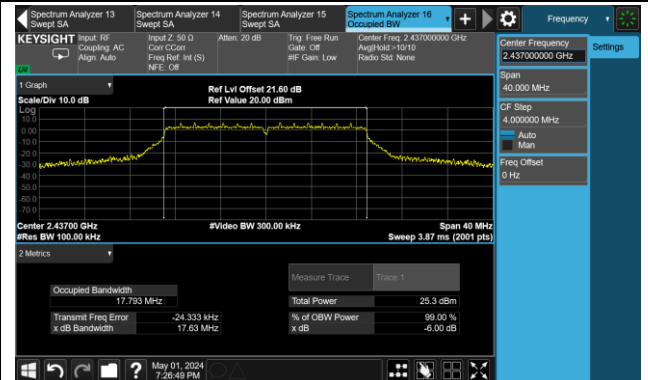 Spectrum Analyzer 13
Swept SA
Spectrum Analyzer 14
Swept SA
Spectrum Analyzer 15
Swept SA
Spectrum Analyzer 16
Occupied BW
Frequency
KEYSIGHT
Input: RF
Coupling: AC
Align: Auto
Input Z: 50 Ω
Corr CCorr
Freq Ref: Int (S)
NFE: Off
Atten: 20 dB
Trig: Free Run
Gate: Off
#IF Gain: Low
Center Freq: 2.437000000 GHz
Avg|Hold:>10/10
Radio Std: None
Center Frequency
2.437000000 GHz
Settings
Span
40.000 MHz
CF Step
4.000000 MHz
Auto
Man
Freq Offset
0 Hz
1 Graph
Scale/Div 10.0 dB
Ref Lvl Offset 21.60 dB
Ref Value 20.00 dBm
Log
10.0
0.00
-10.0
-20.0
-30.0
-40.0
-50.0
-60.0
-70.0
Center 2.43700 GHz
#Res BW 100.00 kHz
#Video BW 300.00 kHz
Span 40 MHz
Sweep 3.87 ms (2001 pts)
2 Metrics
Measure Trace
Trace 1
Occupied Bandwidth
17.793 MHz
Total Power
25.3 dBm
Transmit Freq Error
-24.333 kHz
% of OBW Power
99.00 %
x dB Bandwidth
17.63 MHz
x dB
-6.00 dB
?
May 01, 2024
7:26:49 PM